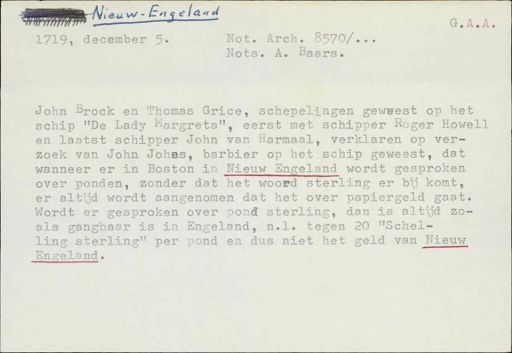 Nieuw-Engeland
G.A.A.
1719, december 5. Not. Arch. 8570/...
Nots. A. Baars.
John Brock en Thomas Grice, schepelingen geweest op het
schip "De Lady Margreta", eerst met schipper Roger Howell
en laatst schipper John van Harmaal, verklaren op ver-
zoek van John Johns, barbier op het schip geweest, dat
wanneer er in Boston in Nieuw Engeland wordt gesproken
over ponden, zonder dat het woord sterling er bij komt,
er altijd wordt aangenomen dat het over papiergeld gaat.
Wordt er gesproken over pond sterling, dan is altijd zo-
als gangbaar is in Engeland, n.l. tegen 20 "Schel-
ling sterling" per pond en dus niet het geld van Nieuw
Engeland.